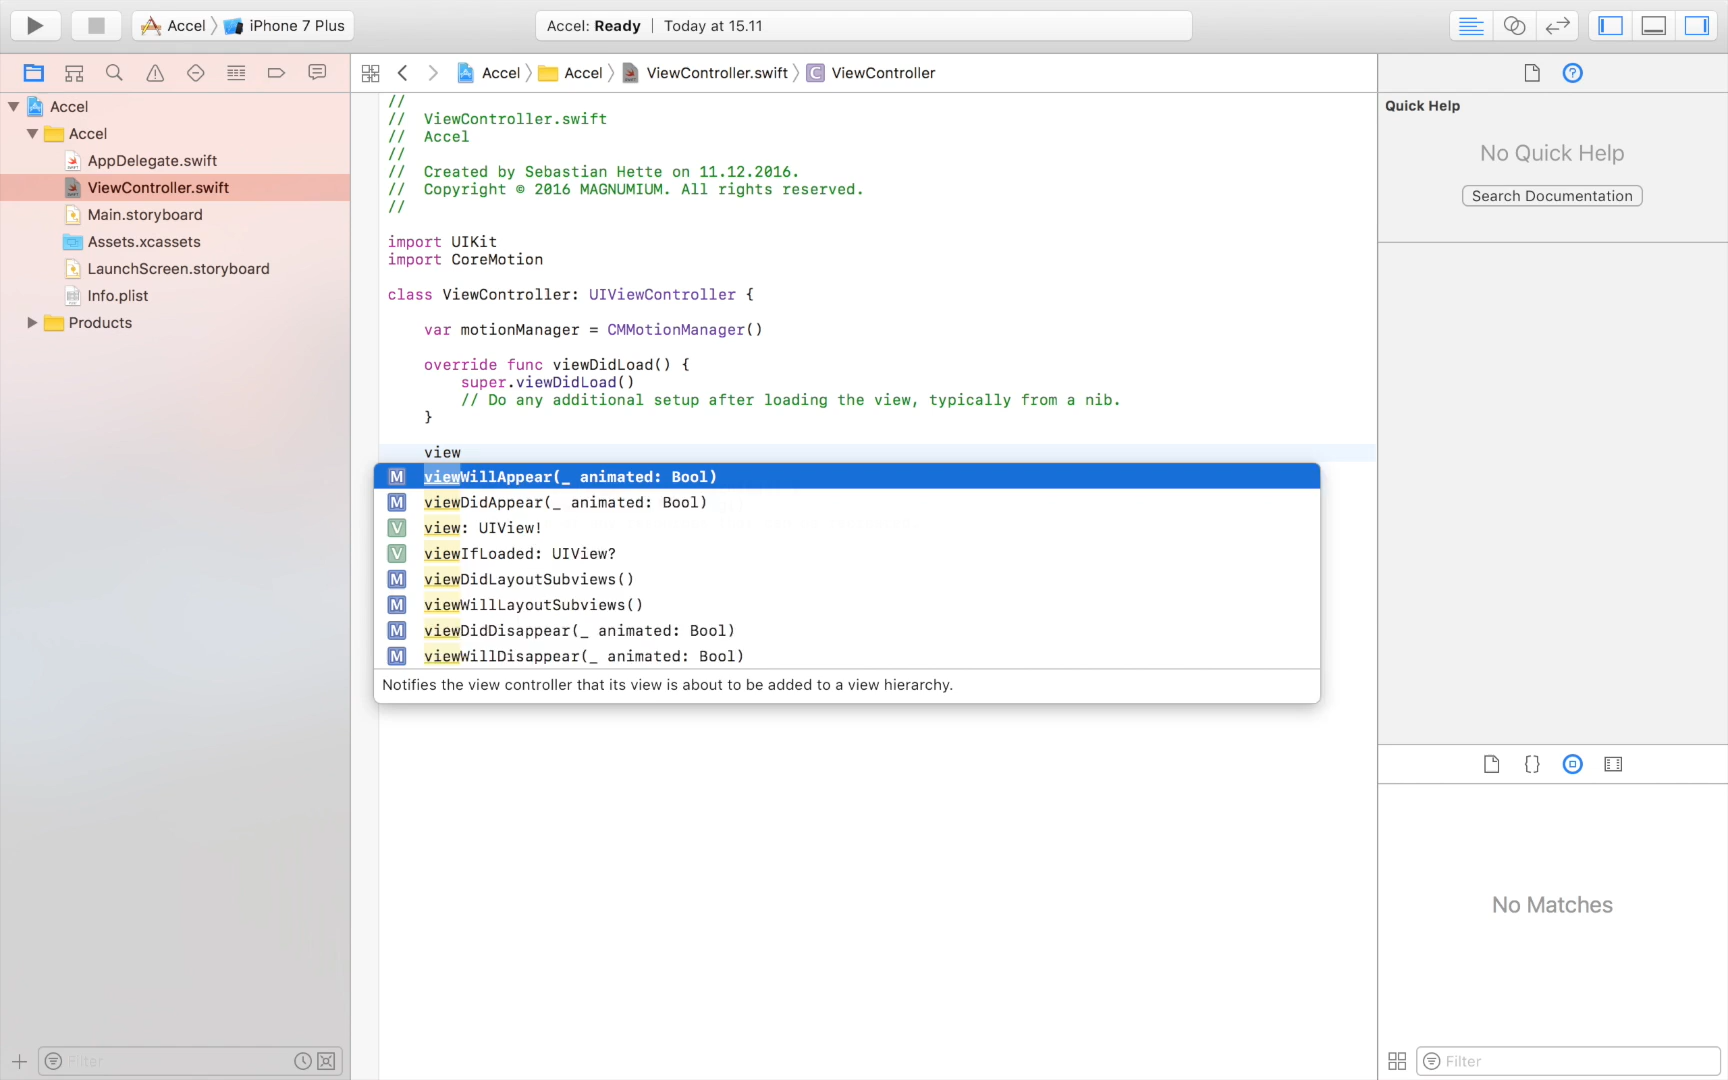 Accel
iPhone 7 Plus
Accel: Ready
Today at 15.11
Accel
Accel
ViewController.swift
C
ViewController
Quick Help
No Quick Help
Search Documentation
Accel
Accel
AppDelegate.swift
ViewController.swift
Main.storyboard
Assets.xcassets
LaunchScreen.storyboard
Info.plist
Products
//
// ViewController.swift
// Accel
//
// Created by Sebastian Hette on 11.12.2016.
// Copyright © 2016 MAGNUMIUM. All rights reserved.
//
import UIKit
import CoreMotion
class ViewController: UIViewController {
var motionManager = CMMotionManager()
override func viewDidLoad() {
super.viewDidLoad()
// Do any additional setup after loading the view, typically from a nib.
}
view
M viewWillAppear(_ animated: Bool)
M viewDidAppear(_ animated: Bool)
V view: UIView!
V viewIfLoaded: UIView?
M viewDidLayoutSubviews()
M viewWillLayoutSubviews()
M viewDidDisappear(_ animated: Bool)
M viewWillDisappear(_ animated: Bool)
Notifies the view controller that its view is about to be added to a view hierarchy.
{}
No Matches
Filter
Filter